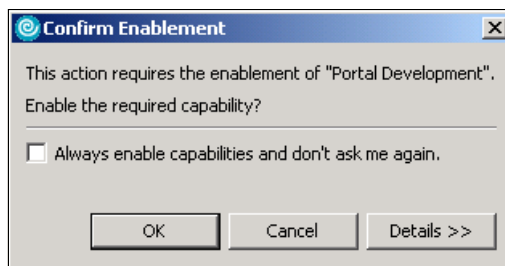 Confirm Enablement
This action requires the enablement of "Portal Development".
Enable the required capability?
Always enable capabilities and don't ask me again.
OK Cancel Details >>